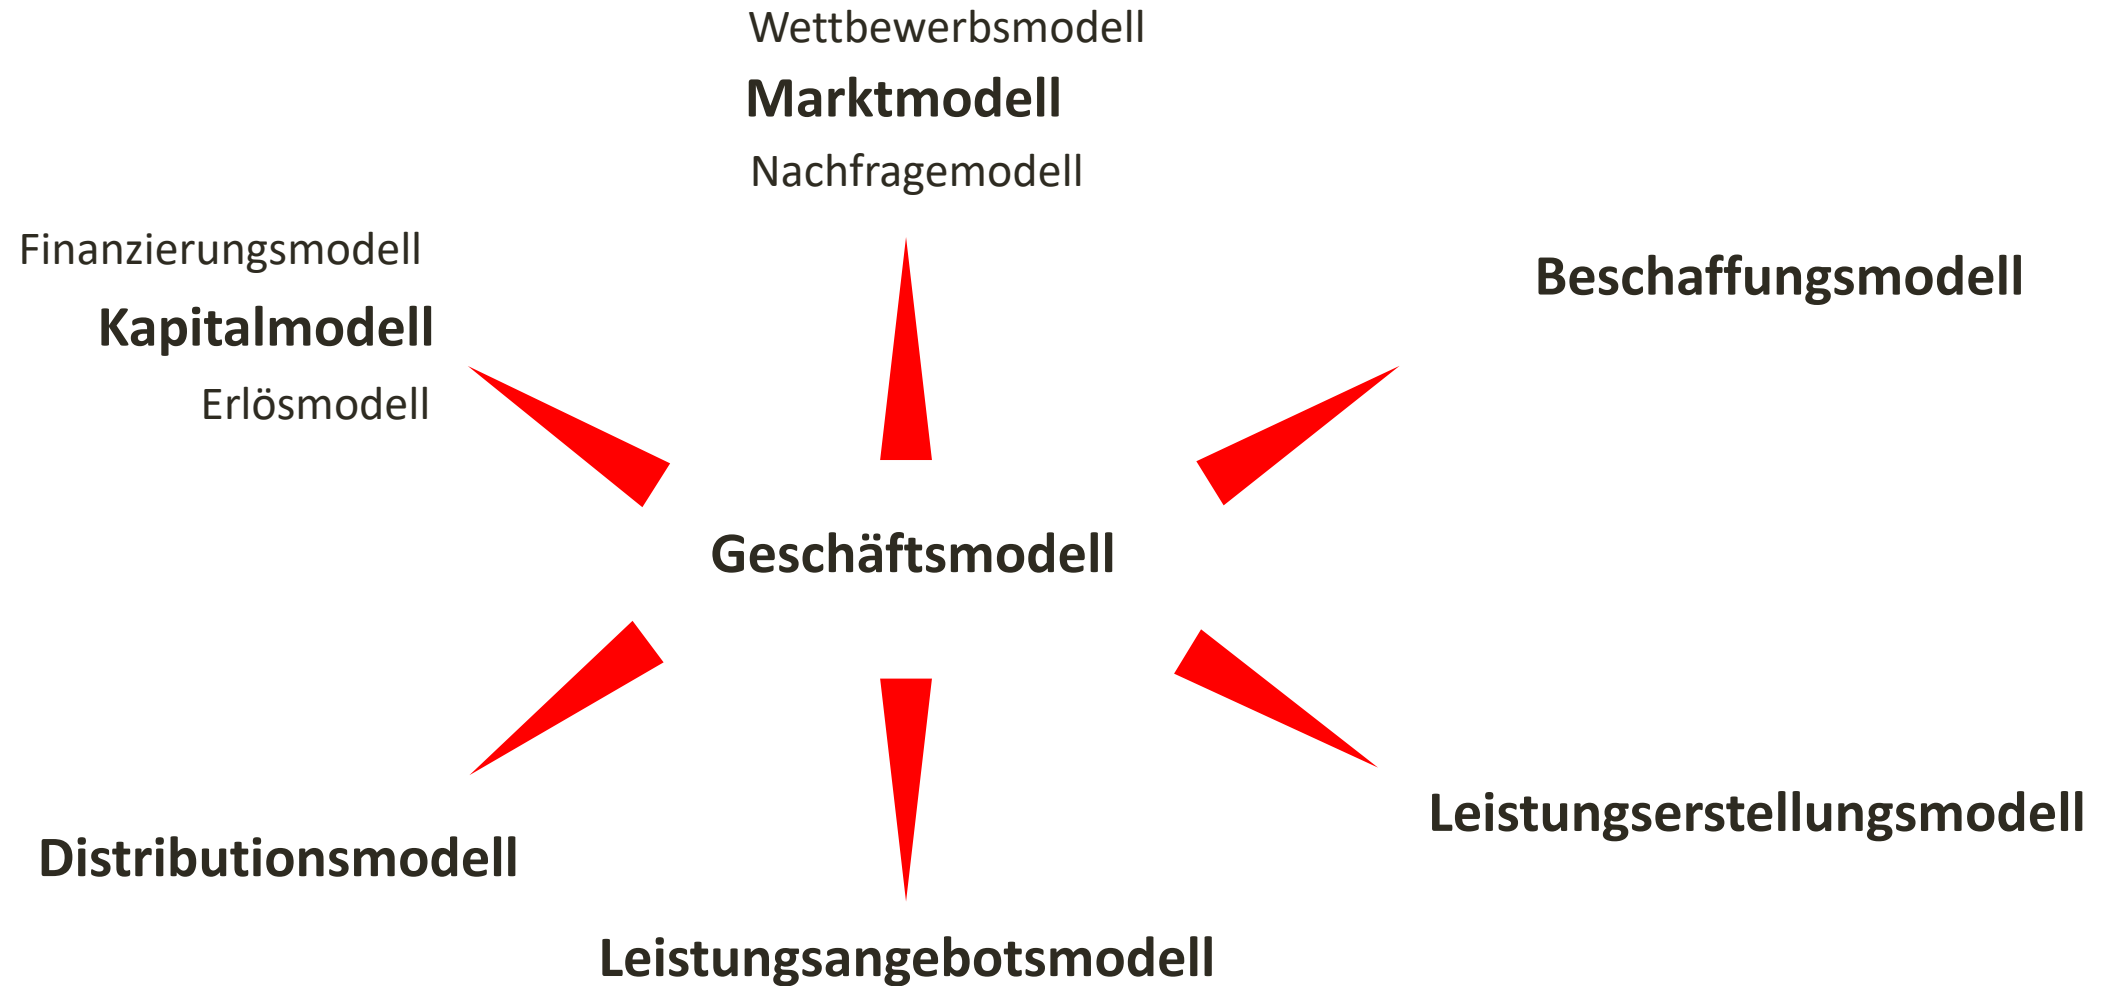 Wettbewerbsmodell
Marktmodell
Nachfragemodell
Finanzierungsmodell
Kapitalmodell
Erlösmodell
Beschaffungsmodell
Geschäftsmodell
Leistungserstellungsmodell
Distributionsmodell
Leistungsangebotsmodell